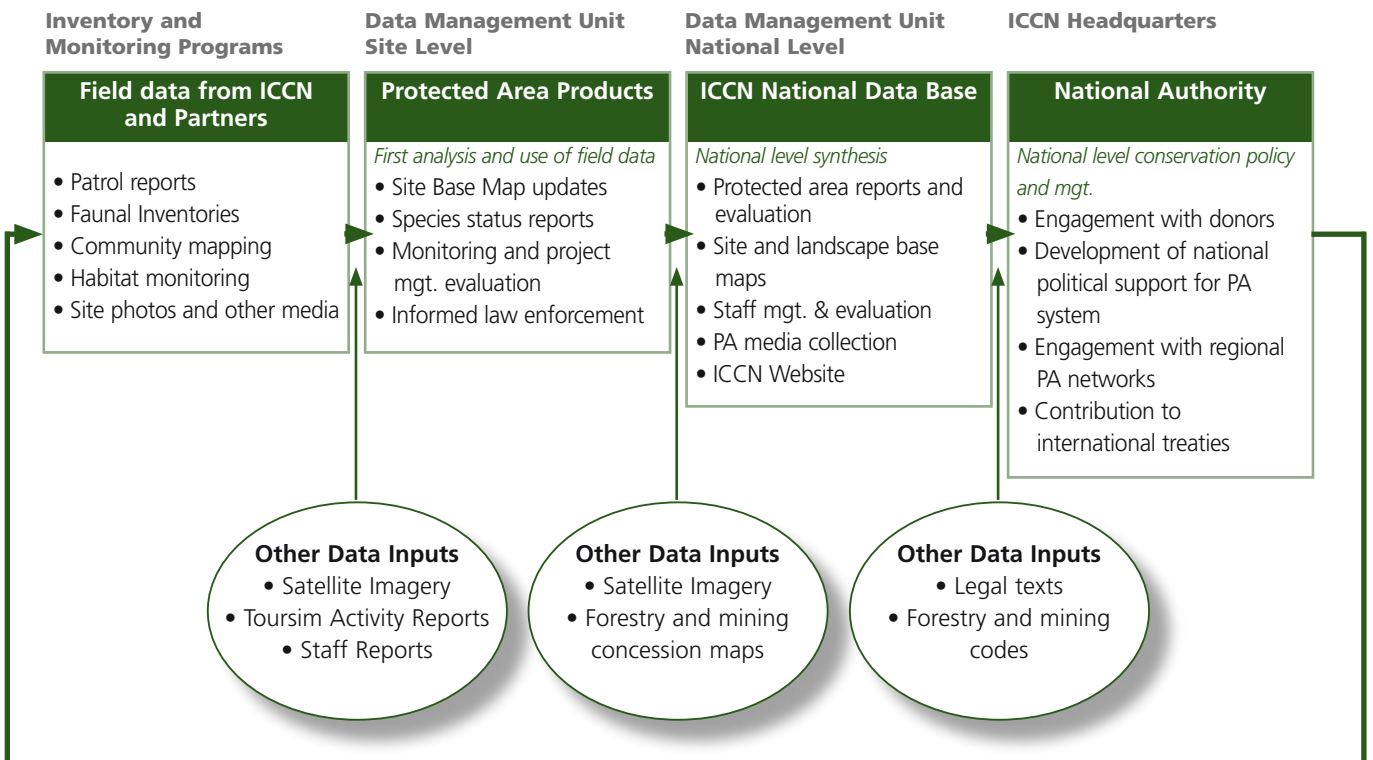 Inventory and
Monitoring Programs
Field data from ICCN
and Partners
• Patrol reports
• Faunal Inventories
• Community mapping
• Habitat monitoring
• Site photos and other media
Data Management Unit
Site Level
Protected Area Products
First analysis and use of field data
• Site Base Map updates
• Species status reports
• Monitoring and project
mgt. evaluation
• Informed law enforcement
Data Management Unit
National Level
ICCN National Data Base
National level synthesis
• Protected area reports and
evaluation
• Site and landscape base
maps
• Staff mgt. & evaluation
• PA media collection
• ICCN Website
ICCN Headquarters
National Authority
National level conservation policy
and mgt.
• Engagement with donors
• Development of national
political support for PA
system
• Engagement with regional
PA networks
• Contribution to
international treaties
Other Data Inputs
• Satellite Imagery
• Toursim Activity Reports
• Staff Reports
Other Data Inputs
• Satellite Imagery
• Forestry and mining
concession maps
Other Data Inputs
• Legal texts
• Forestry and mining
codes